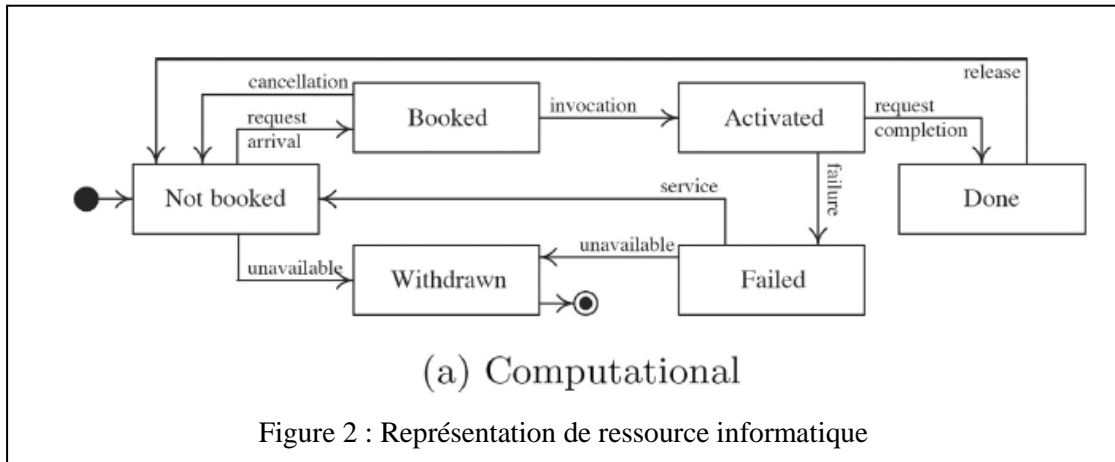 release
cancellation
Booked
invocation
Activated
request
completion
request
arrival
Not booked
service
failure
Done
unavailable
Withdrawn
unavailable
Failed
(a) Computational
Figure 2 : Représentation de ressource informatique